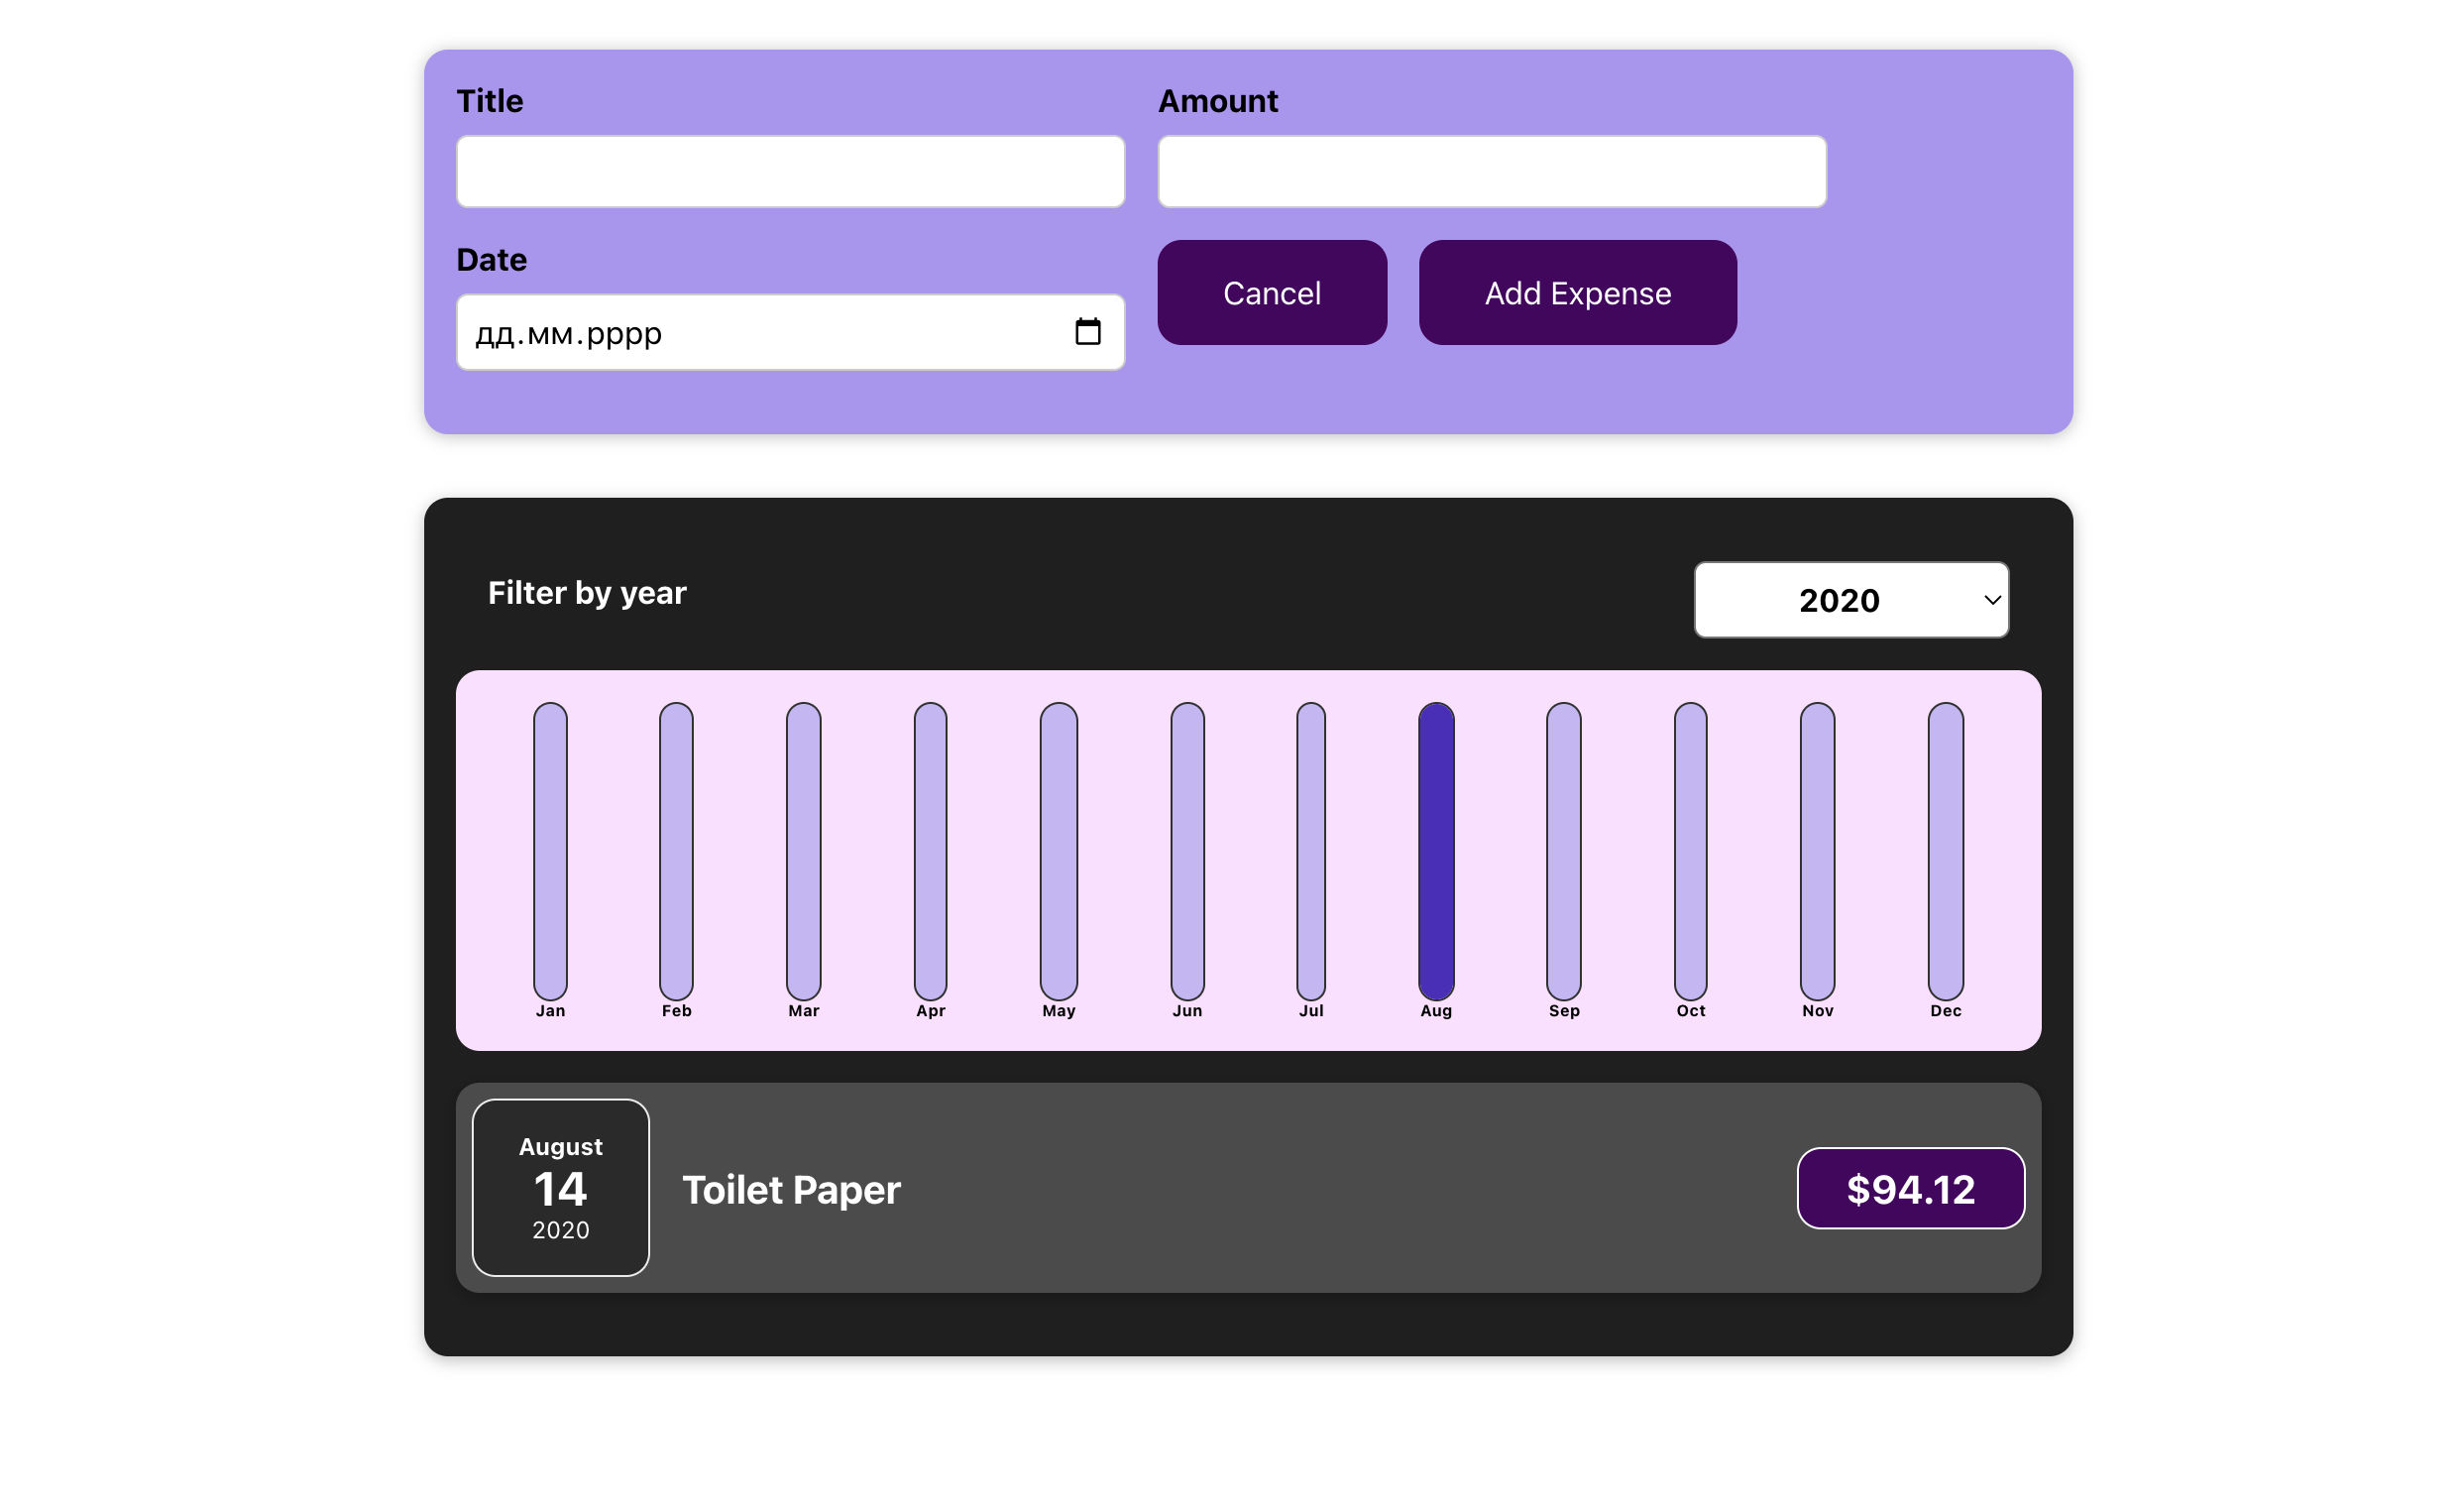 Title
Amount
Date
дд.мм.рррр
Cancel
Add Expense
Filter by year
2020
Jan
Feb
Mar
Apr
May
Jun
Jul
Aug
Sep
Oct
Nov
Dec
August
14
2020
Toilet Paper
$94.12